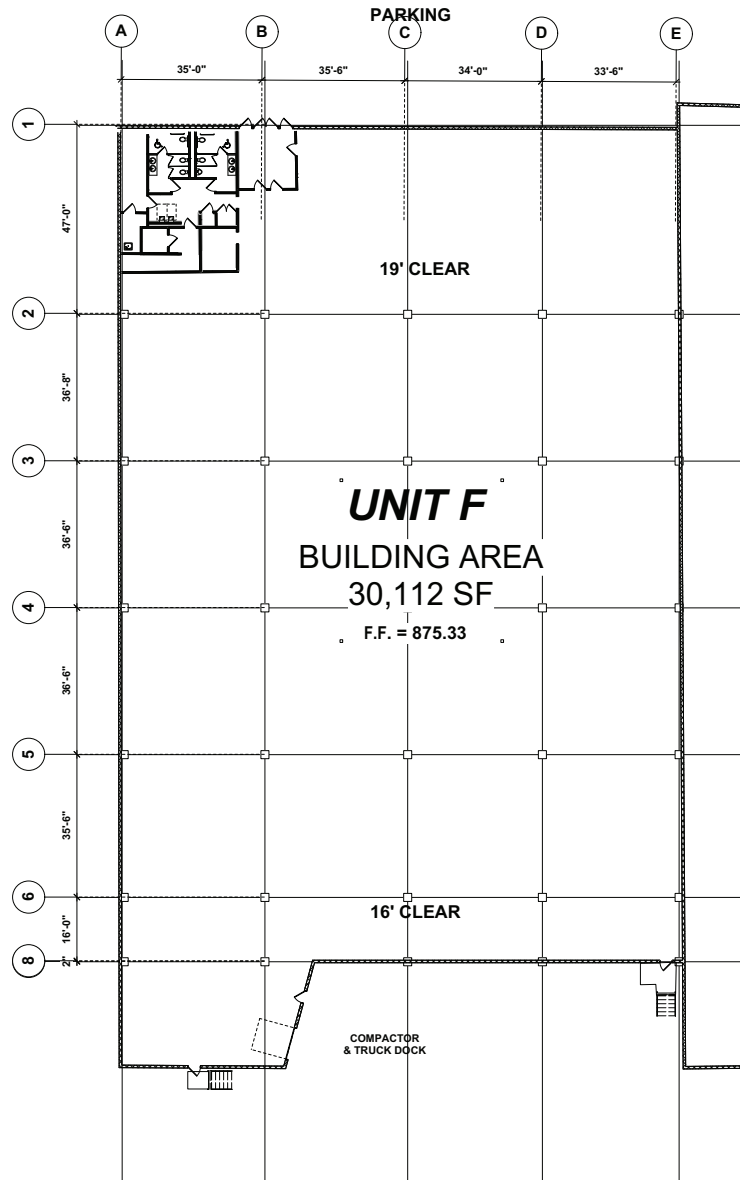 PARKING
A
B
C
D
E
35'-0"
35'-6"
34'-0"
33'-6"
1
47'-0"
19' CLEAR
2
36'-8"
3
36'-6"
UNIT F
BUILDING AREA
30,112 SF
4
F.F. = 875.33
36'-6"
5
35'-6"
6
16' CLEAR
16'-0"
8
2"
COMPACTOR
& TRUCK DOCK